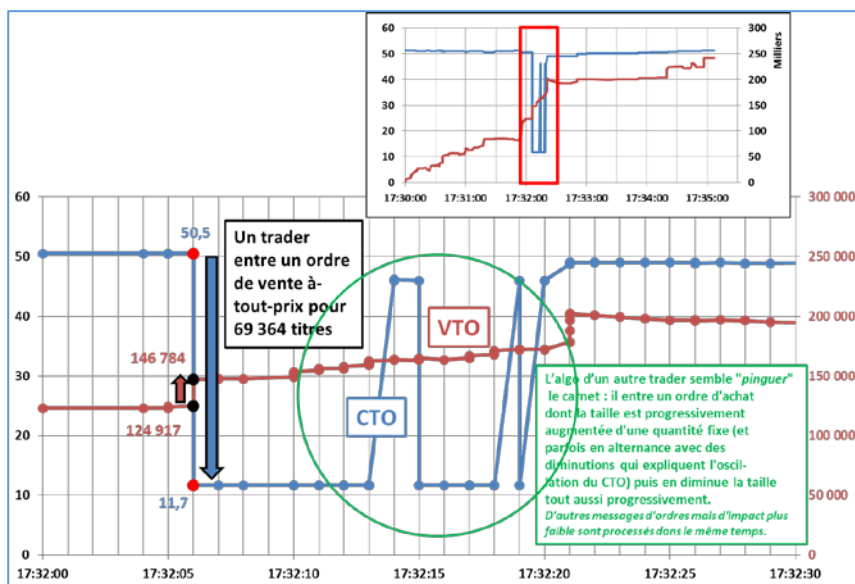 60
50
40
30
20
10
0
300
250
200
150
100
50
0
Milliers
17:30:00 17:31:00 17:32:00 17:33:00 17:34:00 17:35:00
60
50
40
30
20
10
0
300 000
250 000
200 000
150 000
100 000
50 000
0
50,5
Un trader
entre un ordre
de vente à-
tout-prix pour
69 364 titres
146 784
124 917
11,7
VTO
CTO
L'algo d'un autre trader semble "pinguer"
le carnet : il entre un ordre d'achat
dont la taille est progressivement
augmentée d'une quantité fixe (et
parfois en alternance avec des
diminutions qui expliquent l'oscil-
lation du CTO) puis en diminue la taille
tout aussi progressivement.
D'autres messages d'ordres mais d'impact plus
faible sont processés dans le même temps.
17:32:00 17:32:05 17:32:10 17:32:15 17:32:20 17:32:25 17:32:30